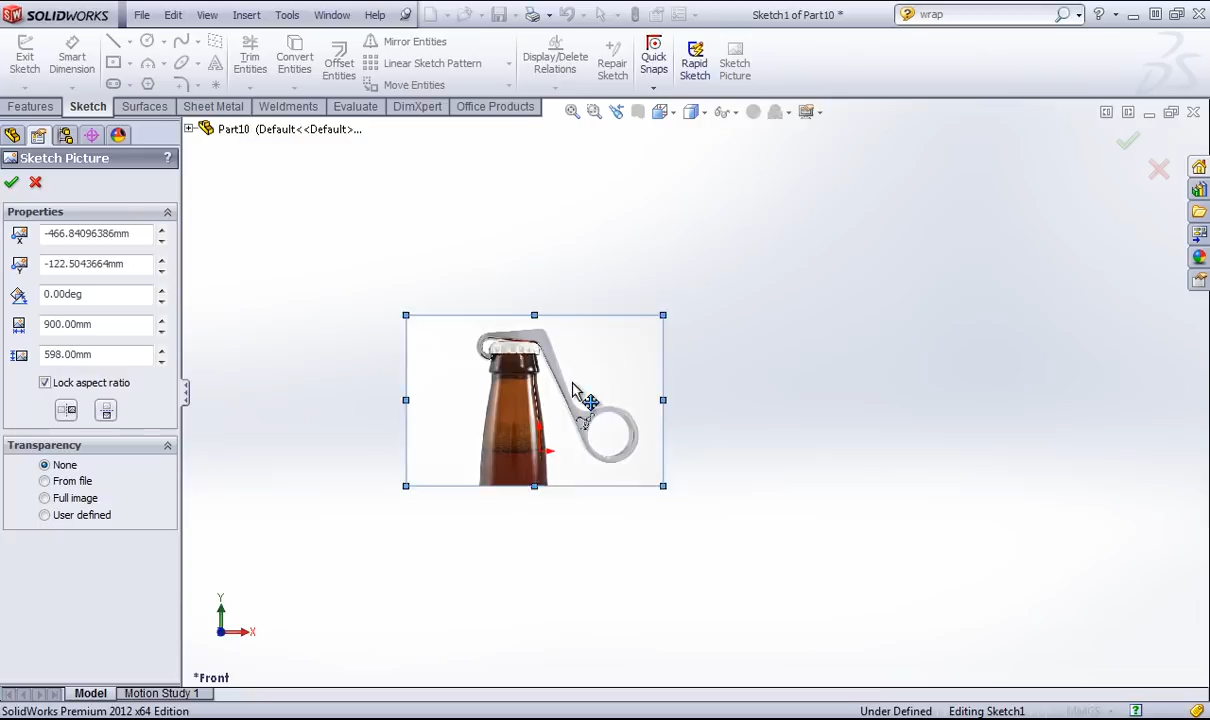 SOLIDWORKS File Edit View Insert Tools Window Help Sketch1 of Part10 * wrap
Exit Sketch
Smart Dimension
Trim Entities
Convert Entities
Offset Entities
Mirror Entities
Linear Sketch Pattern
Move Entities
Display/Delete Relations
Repair Sketch
Quick Snaps
Rapid Sketch
Sketch Picture
Features Sketch Surfaces Sheet Metal Weldments Evaluate DimXpert Office Products
Part10 (Default<<Default>...
Sketch Picture ?
Properties
-466.84096386mm
-122.5043664mm
0.00deg
900.00mm
598.00mm
Lock aspect ratio
Transparency
None
From file
Full image
User defined
Y
X
*Front
Model Motion Study 1
SolidWorks Premium 2012 x64 Edition Under Defined Editing Sketch1